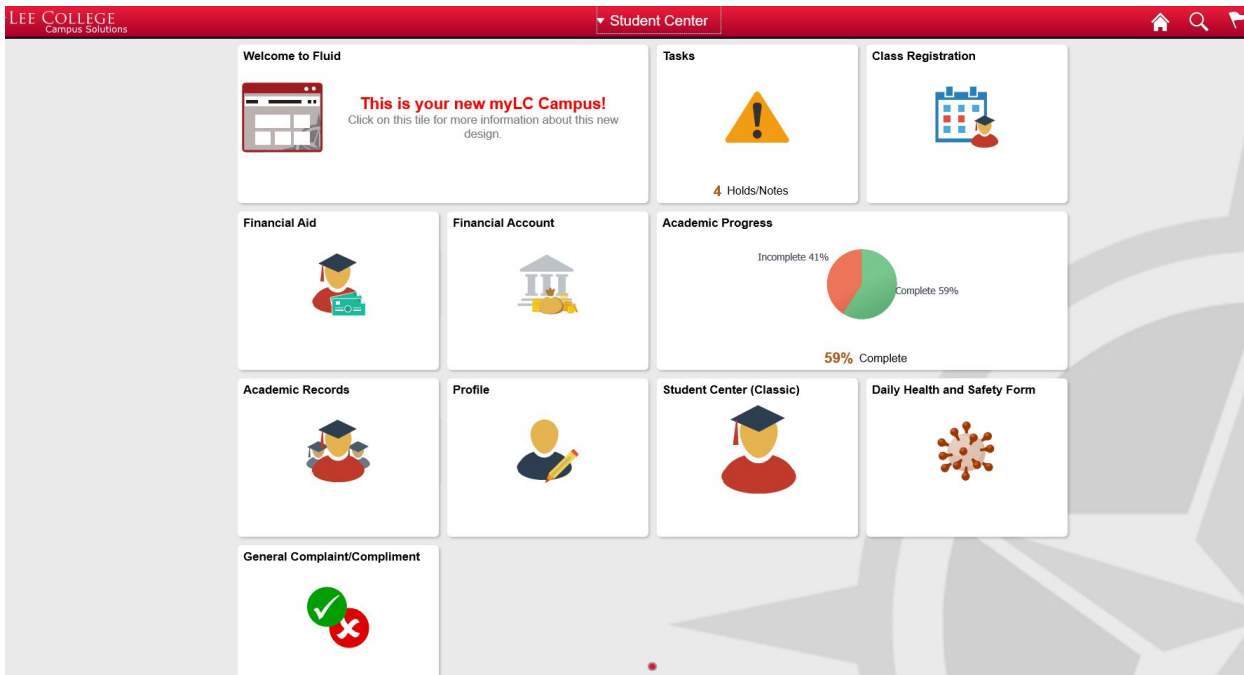 LEE COLLEGE
Campus Solutions
Student Center
Welcome to Fluid
This is your new myLC Campus!
Click on this tile for more information about this new
design.
Tasks
4 Holds/Notes
Class Registration
Financial Aid
Financial Account
Academic Progress
Incomplete 41%
Complete 59%
59% Complete
Academic Records
Profile
Student Center (Classic)
Daily Health and Safety Form
General Complaint/Compliment